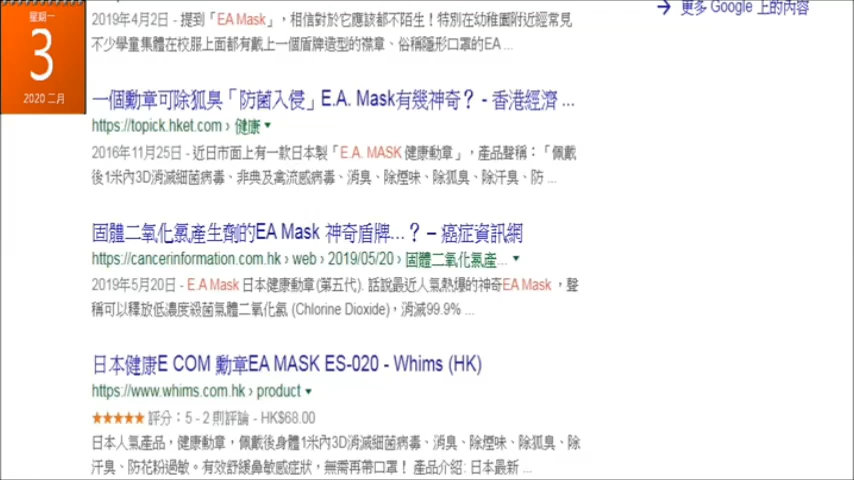 星期一
3
2020 二月
→ 更多 Google 上的內容
2019年4月2日 - 提到「EA Mask」，相信對於它應該都不陌生！特別在幼稚園附近經常見
不少學童集體在校服上面都有戴上一個盾牌造型的襟章、俗稱隱形口罩的EA ...
一個勳章可除狐臭「防菌入侵」E.A. Mask有幾神奇？ - 香港經濟 ...
https://topick.hket.com › 健康 ▾
2016年11月25日 - 近日市面上有一款日本製「E.A. MASK 健康勳章」，產品聲稱：「佩戴
後1米內3D消滅細菌病毒、非典及禽流感病毒、消臭、除煙味、除狐臭、除汗臭、防 ...
固體二氧化氯產生劑的EA Mask 神奇盾牌...？ – 癌症資訊網
https://cancerinformation.com.hk › web › 2019/05/20 › 固體二氧化氯產... ▾
2019年5月20日 - E.A Mask 日本健康勳章 (第五代). 話說最近人氣熱爆的神奇EA Mask ，聲
稱可以釋放低濃度殺菌氣體二氧化氯 (Chlorine Dioxide)，消滅99.9% ...
日本健康E COM 勳章EA MASK ES-020 - Whims (HK)
https://www.whims.com.hk › product ▾
★★★★★ 評分：5 - 2 則評論 - HK$68.00
日本人氣產品，健康勳章，佩戴後身體1米內3D消滅細菌病毒、消臭、除煙味、除狐臭、除
汗臭、防花粉過敏。有效舒緩鼻敏感症狀，無需再帶口罩！ 產品介紹: 日本最新 ...